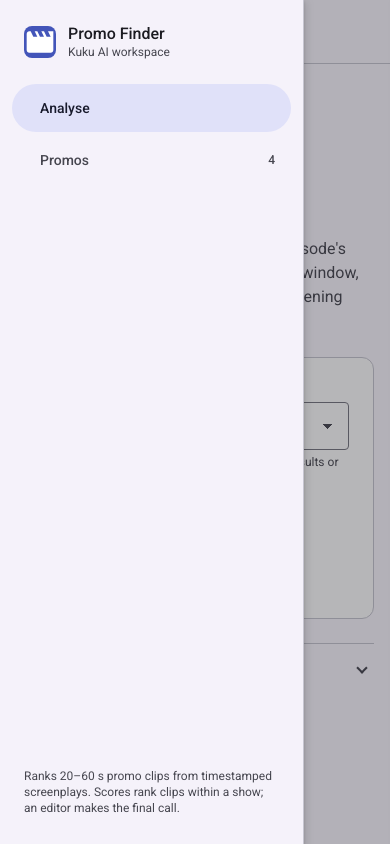 Promo Finder
Kuku AI workspace
Analyse
Promos 4
sode's
window,
ening
ults or
Ranks 20–60 s promo clips from timestamped
screenplays. Scores rank clips within a show;
an editor makes the final call.